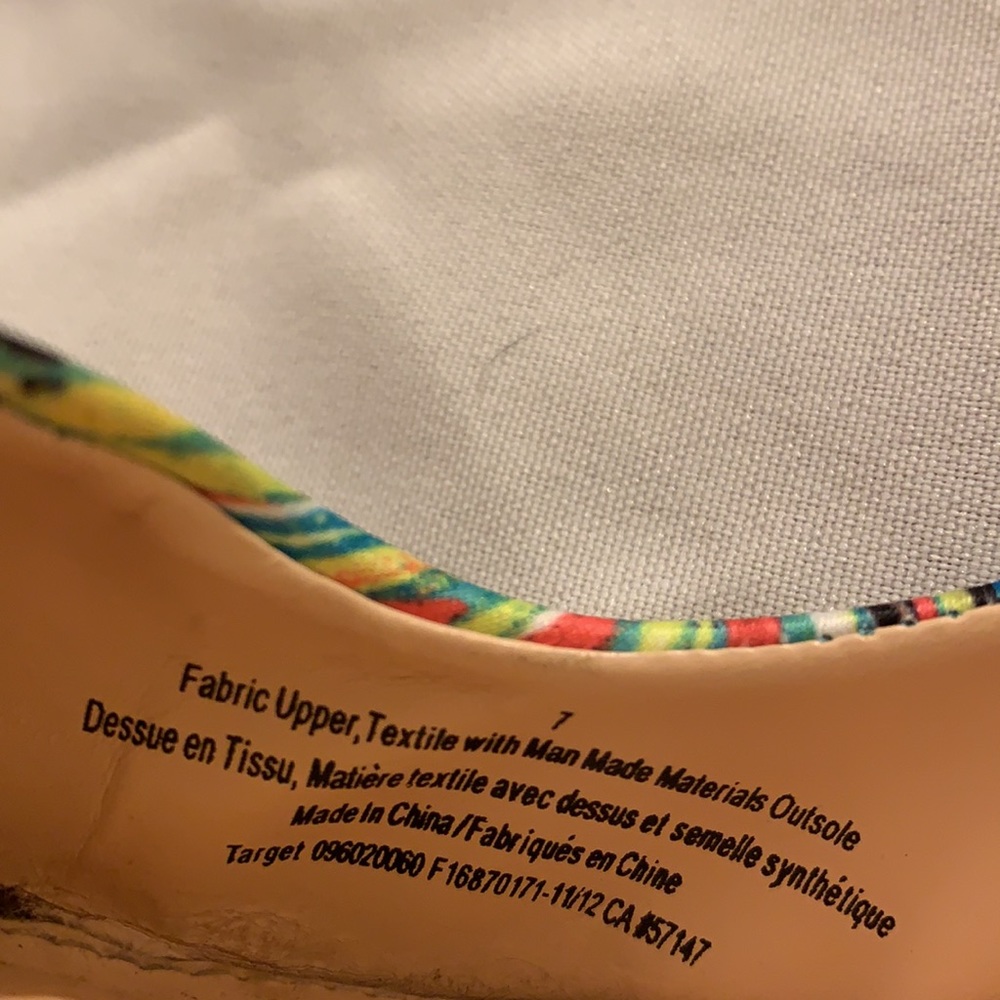 7
Fabric Upper, Textile with Man Made Materials Outsole
Dessue en Tissu, Matière textile avec dessus et semelle synthétique
Made In China/Fabriqués en Chine
Target 096020060 F16870171-11/12 CA #57147